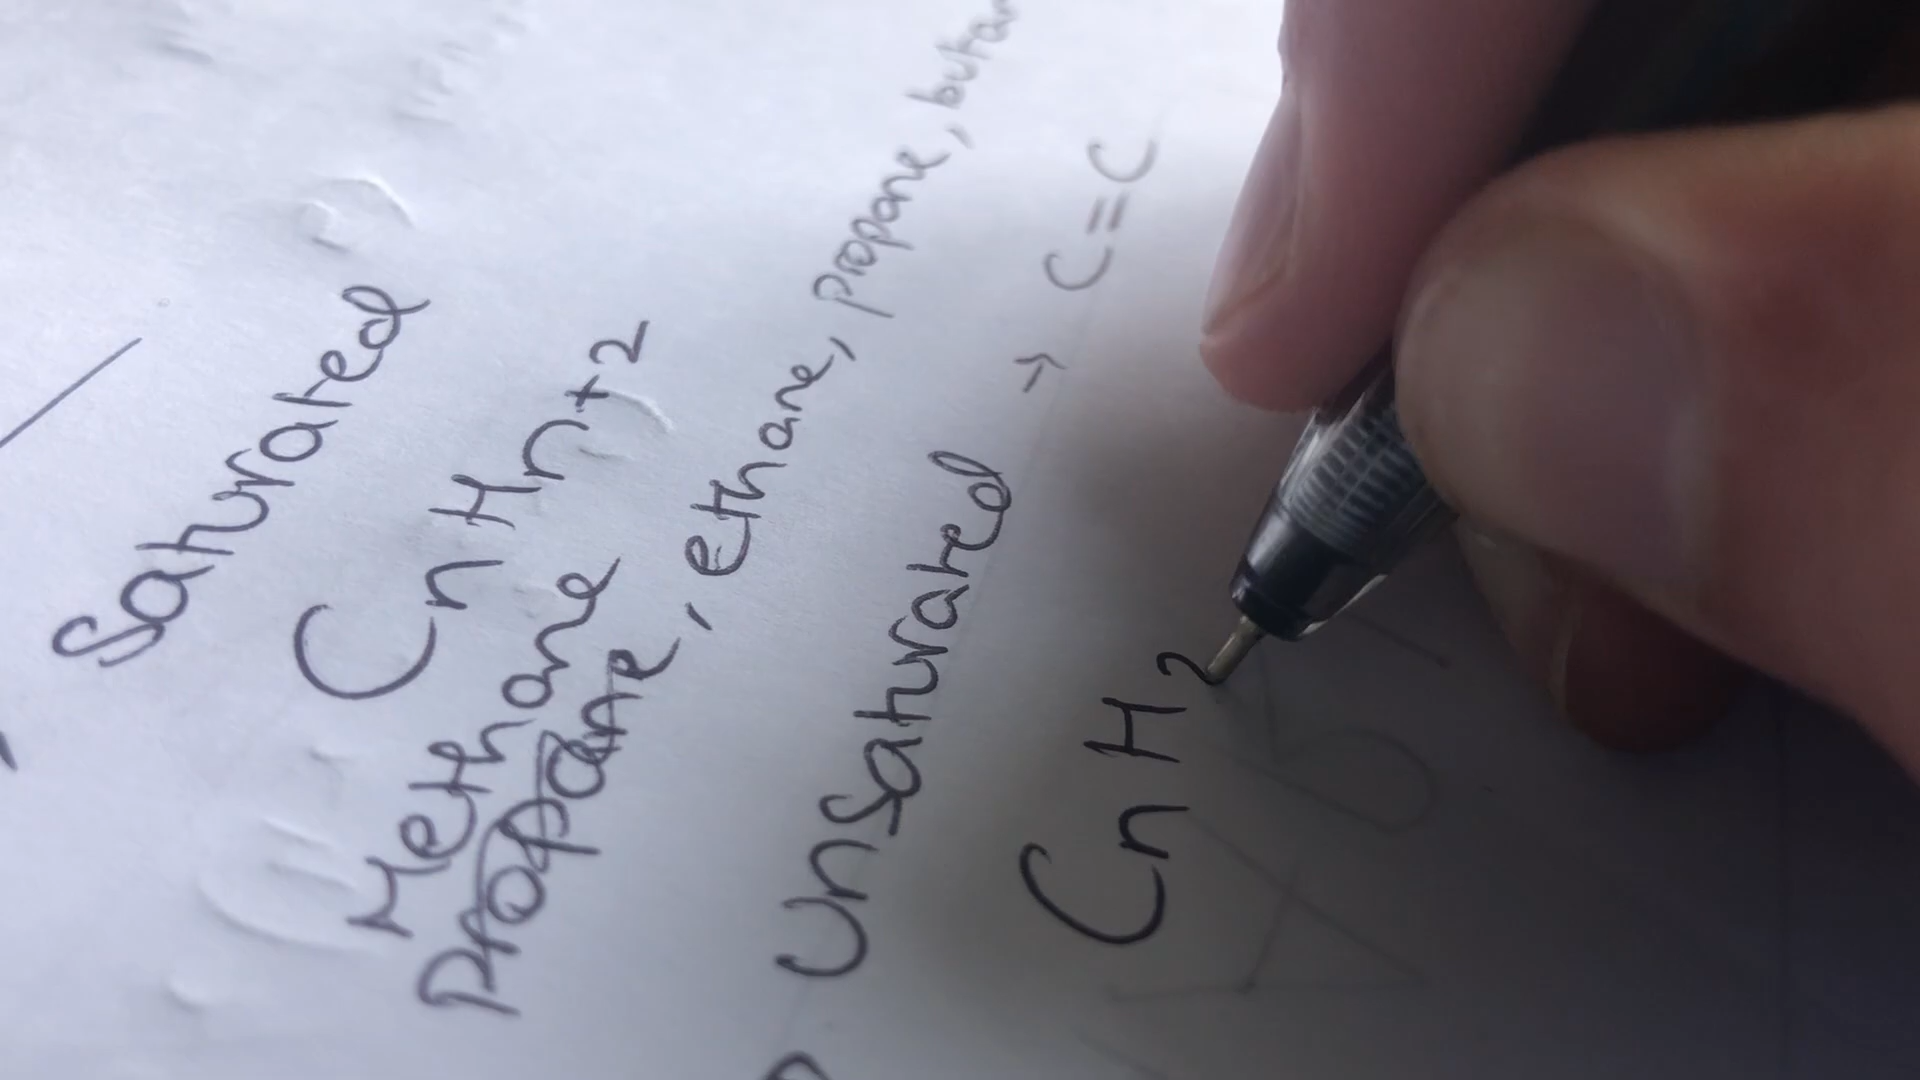 Saturated
CnHn+2
Methane
propane, ethane, propane, butan
Unsaturated → C=C
CnH2